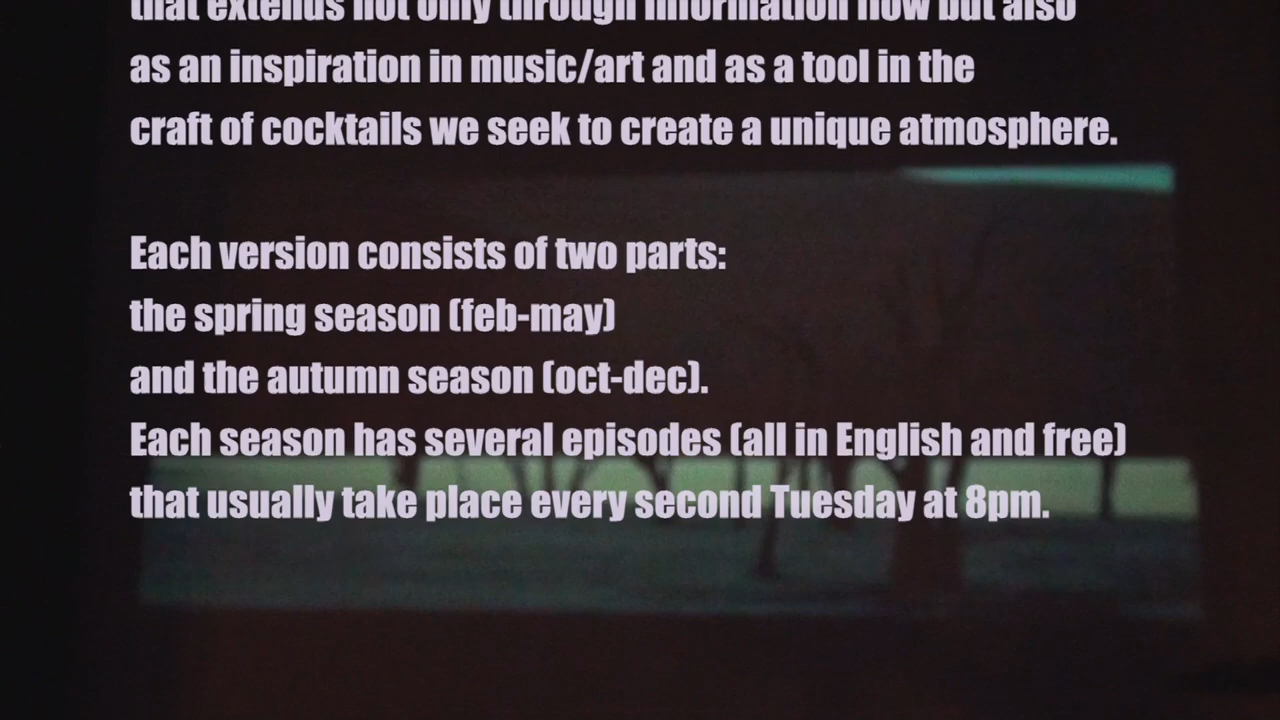 that extends not only through information flow but also
as an inspiration in music/art and as a tool in the
craft of cocktails we seek to create a unique atmosphere.
Each version consists of two parts:
the spring season (feb-may)
and the autumn season (oct-dec).
Each season has several episodes (all in English and free)
that usually take place every second Tuesday at 8pm.